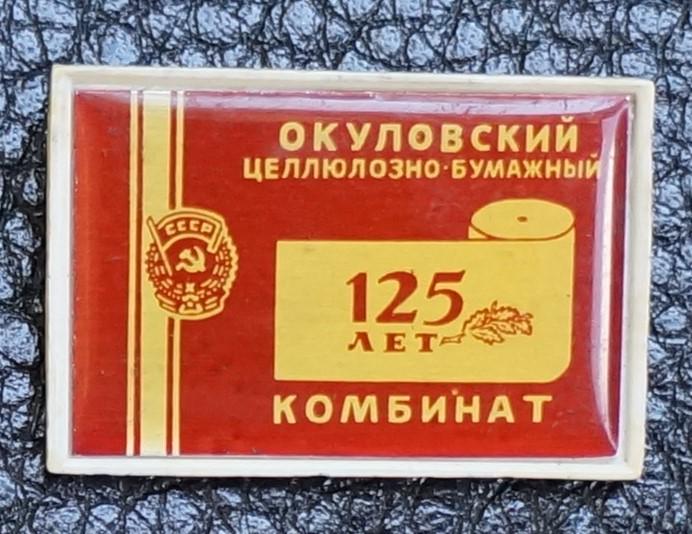 ОКУЛОВСКИЙ
ЦЕЛЛЮЛОЗНО-БУМАЖНЫЙ
СССР
125
ЛЕТ
КОМБИНАТ